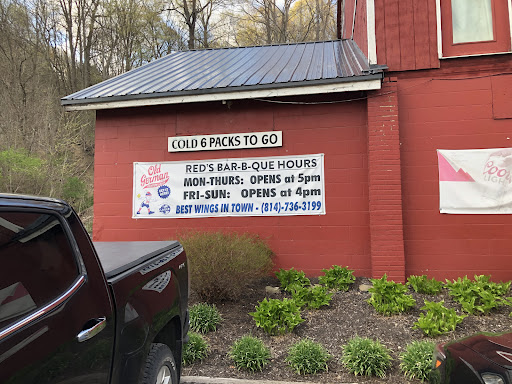 COLD 6 PACKS TO GO
Old German
RED'S BAR-B-QUE HOURS
MON-THURS: OPENS at 5pm
FRI-SUN: OPENS at 4pm
BEST WINGS IN TOWN - (814)-736-3199